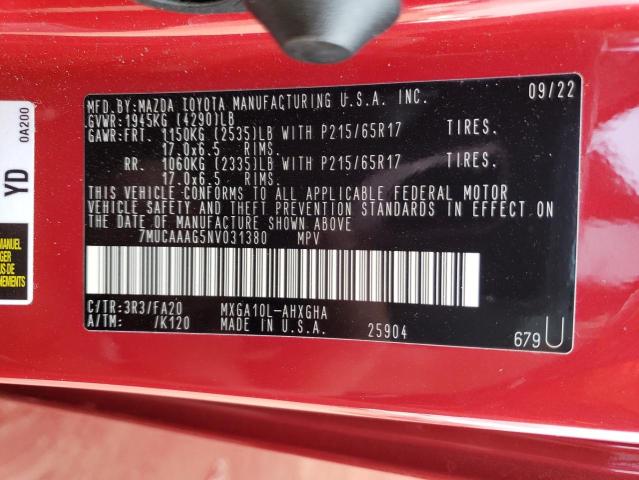 MFD.BY:MAZDA TOYOTA MANUFACTURING U.S.A. INC. 09/22
GVWR:1945KG (4290)LB
GAWR:FRT. 1150KG (2535)LB WITH P215/65R17 TIRES.
17.0x6.5 RIMS.
RR. 1060KG (2335)LB WITH P215/65R17 TIRES.
17.0x6.5 RIMS.
THIS VEHICLE CONFORMS TO ALL APPLICABLE FEDERAL MOTOR
VEHICLE SAFETY AND THEFT PREVENTION STANDARDS IN EFFECT ON
THE DATE OF MANUFACTURE SHOWN ABOVE
7MUCAAAG5NV031380 MPV
C/TR:3R3/FA20 MXGA10L-AHXGHA
A/TM: /K120 MADE IN U.S.A. 25904
679U
0A200
YD
MANUEL
DE